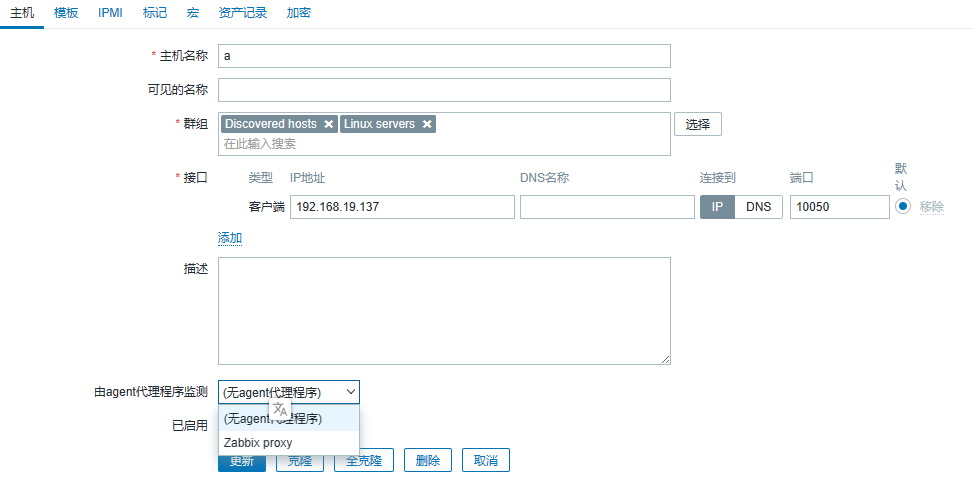 主机 模板 IPMI 标记 宏 资产记录 加密
* 主机名称 a
可见的名称
* 群组 Discovered hosts × Linux servers × 选择
在此输入搜索
* 接口 类型 IP地址 DNS名称 连接到 端口 默认
客户端 192.168.19.137 IP DNS 10050 移除
添加
描述
由agent代理程序监测 (无agent代理程序)
(无agent代理程序)
已启用
Zabbix proxy
更新 克隆 全克隆 删除 取消